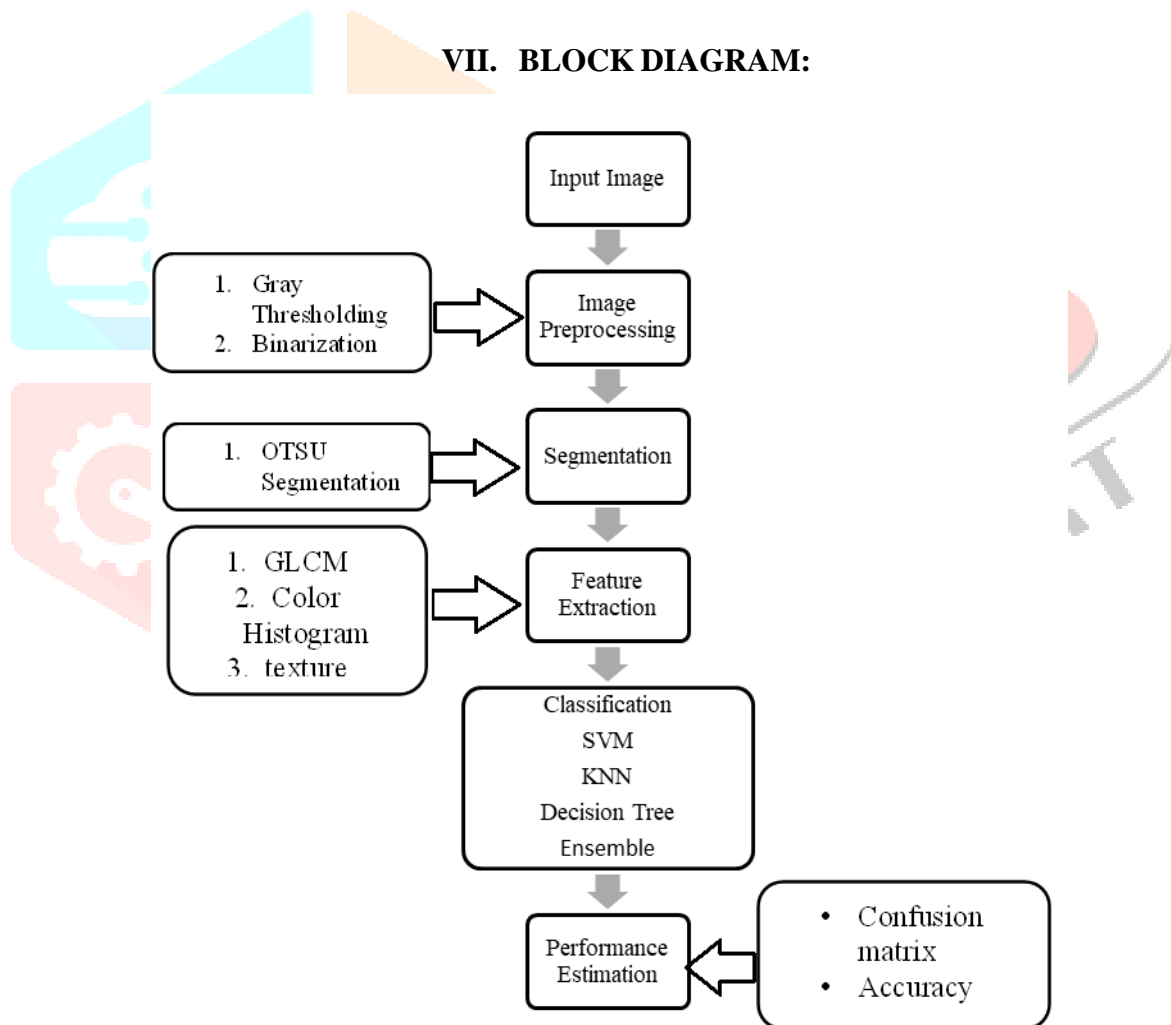 VII. BLOCK DIAGRAM:
Input Image
1. Gray
Thresholding
2. Binarization
Image
Preprocessing
1. OTSU
Segmentation
Segmentation
1. GLCM
2. Color
Histogram
3. texture
Feature
Extraction
Classification
SVM
KNN
Decision Tree
Ensemble
Performance
Estimation
• Confusion
matrix
• Accuracy